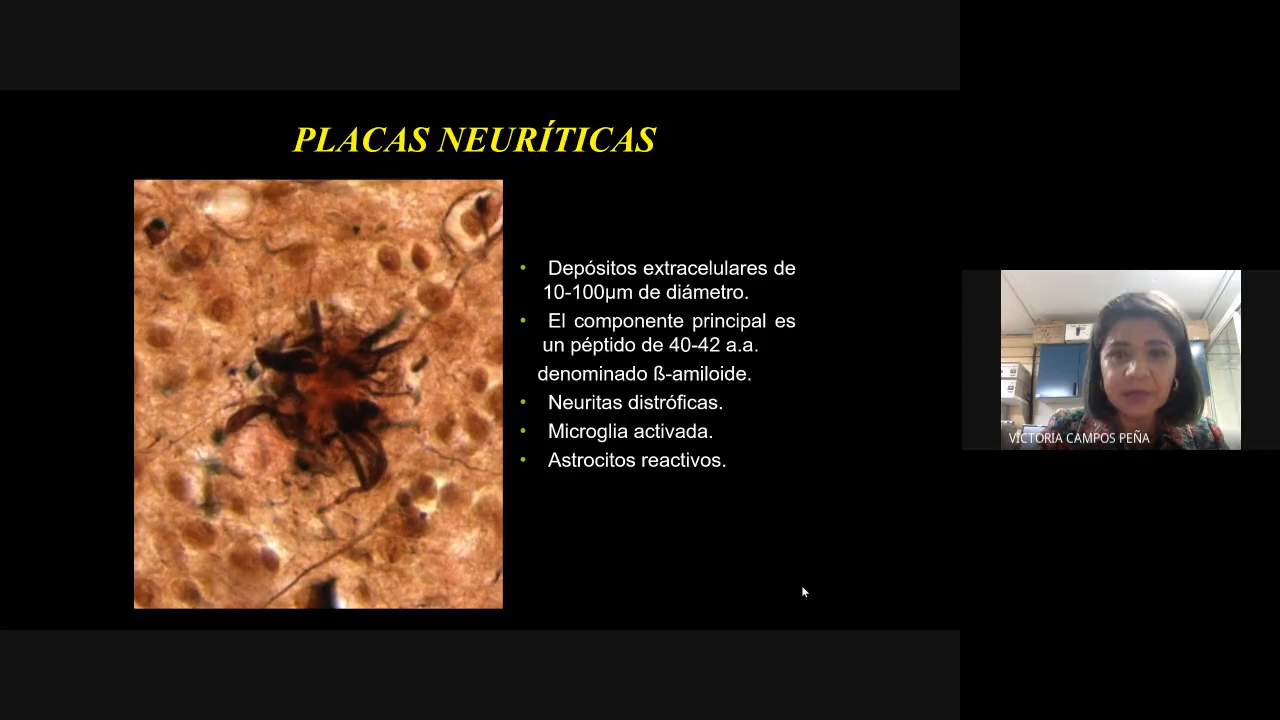 PLACAS NEURÍTICAS
• Depósitos extracelulares de
10-100µm de diámetro.
• El componente principal es
un péptido de 40-42 a.a.
denominado ß-amiloide.
• Neuritas distróficas.
• Microglia activada.
• Astrocitos reactivos.
VICTORIA CAMPOS PEÑA